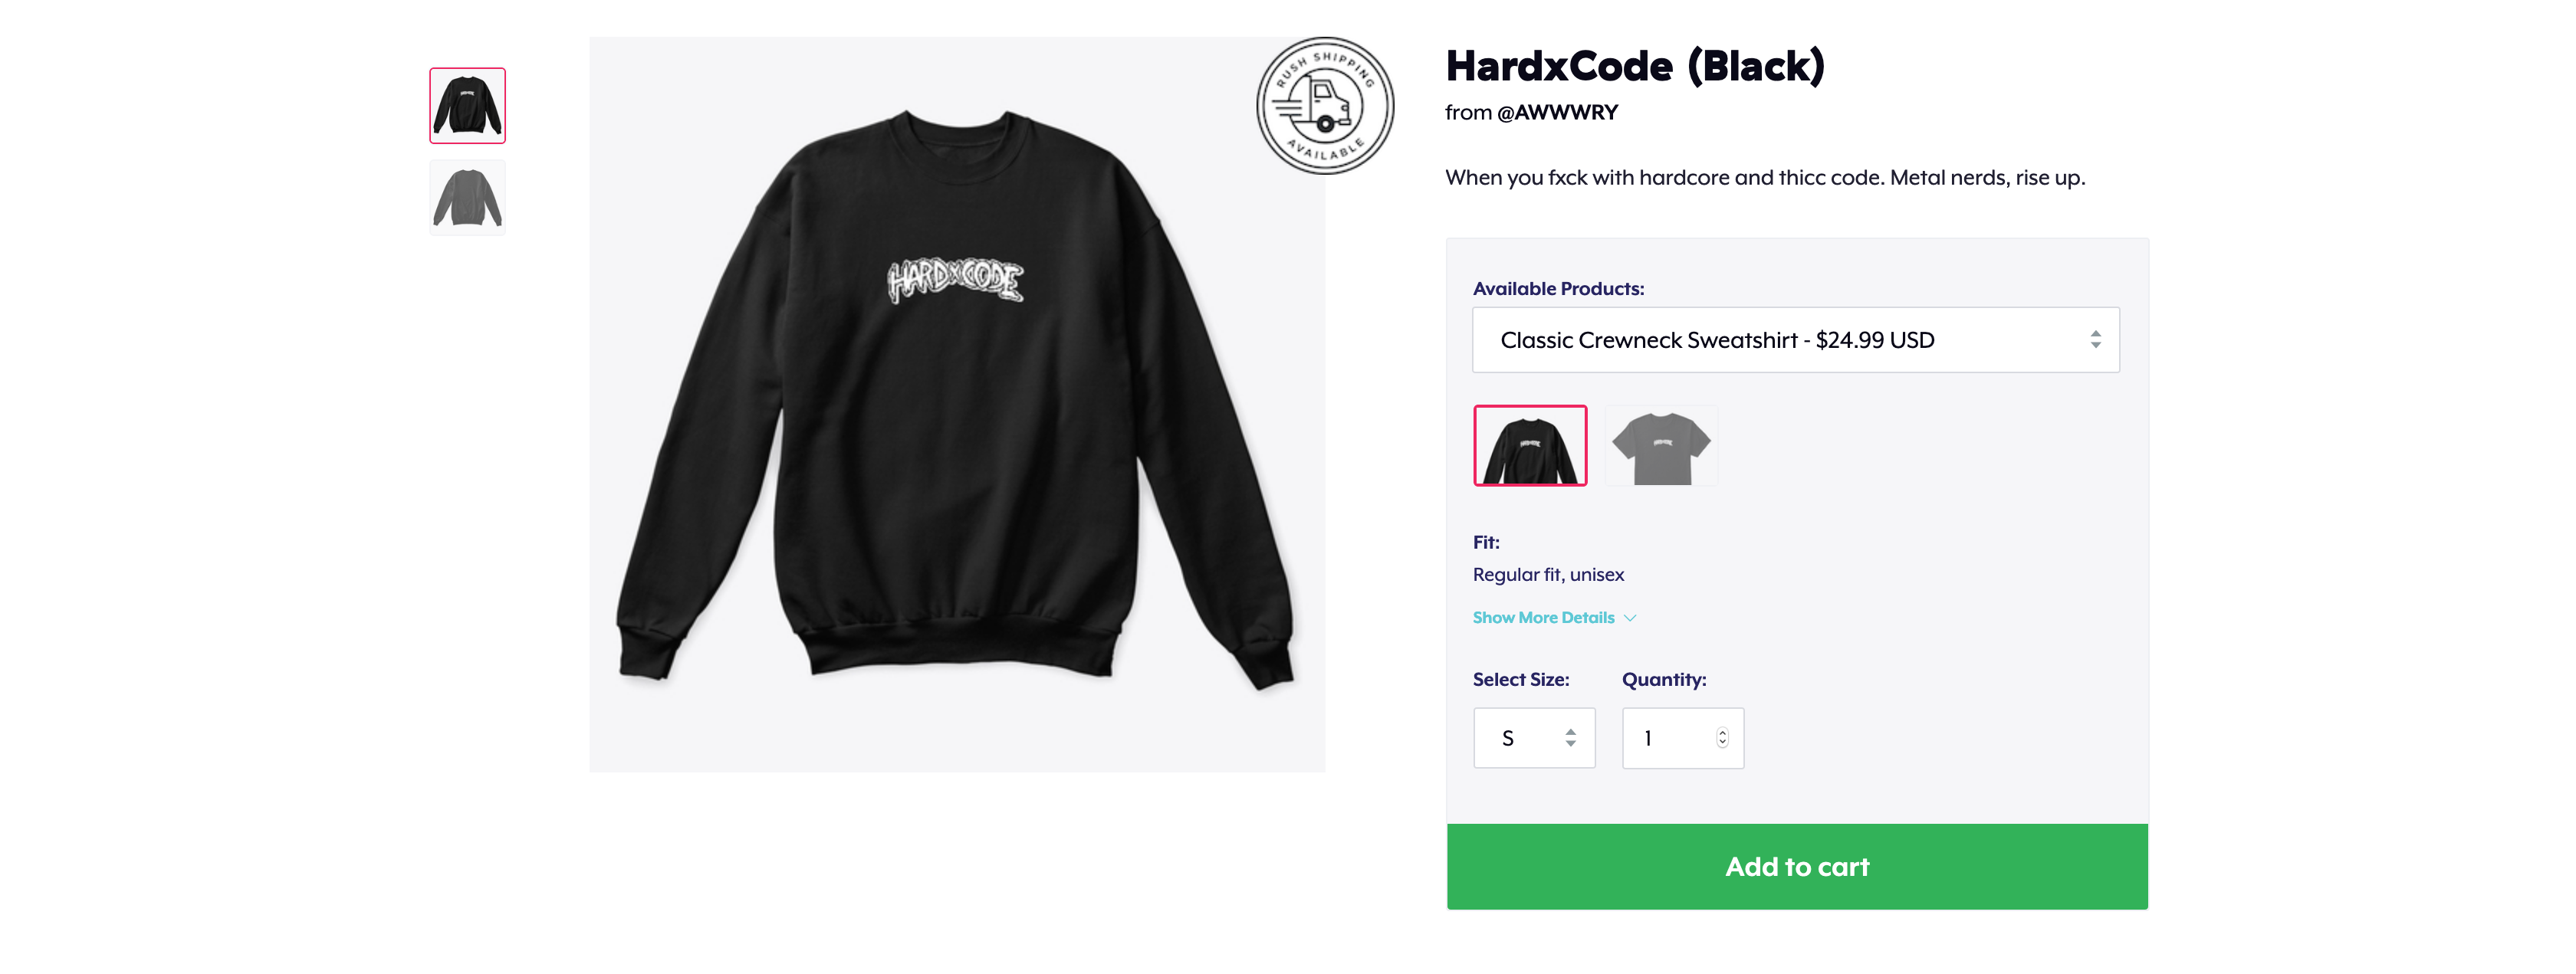 RUSH SHIPPING
AVAILABLE
HARDXCODE
HardxCode (Black)
from @AWWWRY
When you fxck with hardcore and thicc code. Metal nerds, rise up.
Available Products:
Classic Crewneck Sweatshirt - $24.99 USD
Fit:
Regular fit, unisex
Show More Details
Select Size:
Quantity:
S
1
Add to cart